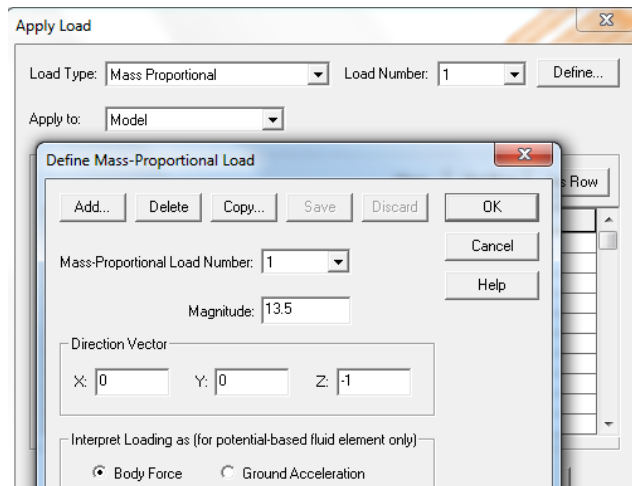 Apply Load
Load Type: Mass Proportional Load Number: 1 Define...
Apply to: Model
Define Mass-Proportional Load
Row
Add... Delete Copy... Save Discard OK
Cancel
Mass-Proportional Load Number: 1
Help
Magnitude: 13.5
Direction Vector
X: 0 Y: 0 Z: -1
Interpret Loading as (for potential-based fluid element only)
Body Force Ground Acceleration